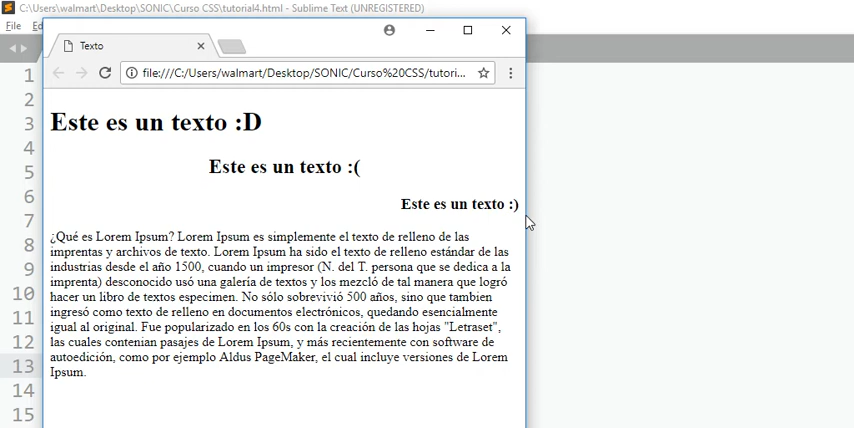 C:\Users\walmart\Desktop\SONIC\Curso CSS\tutorial4.html - Sublime Text (UNREGISTERED)
File Ed
Texto
file:///C:/Users/walmart/Desktop/SONIC/Curso%20CSS/tutori...
1
2
3
4
5
6
7
8
9
10
11
12
13
14
15
Este es un texto :D
Este es un texto :(
Este es un texto :)
¿Qué es Lorem Ipsum? Lorem Ipsum es simplemente el texto de relleno de las
imprentas y archivos de texto. Lorem Ipsum ha sido el texto de relleno estándar de las
industrias desde el año 1500, cuando un impresor (N. del T. persona que se dedica a la
imprenta) desconocido usó una galería de textos y los mezcló de tal manera que logró
hacer un libro de textos especimen. No sólo sobrevivió 500 años, sino que tambien
ingresó como texto de relleno en documentos electrónicos, quedando esencialmente
igual al original. Fue popularizado en los 60s con la creación de las hojas "Letraset",
las cuales contenian pasajes de Lorem Ipsum, y más recientemente con software de
autoedición, como por ejemplo Aldus PageMaker, el cual incluye versiones de Lorem
Ipsum.